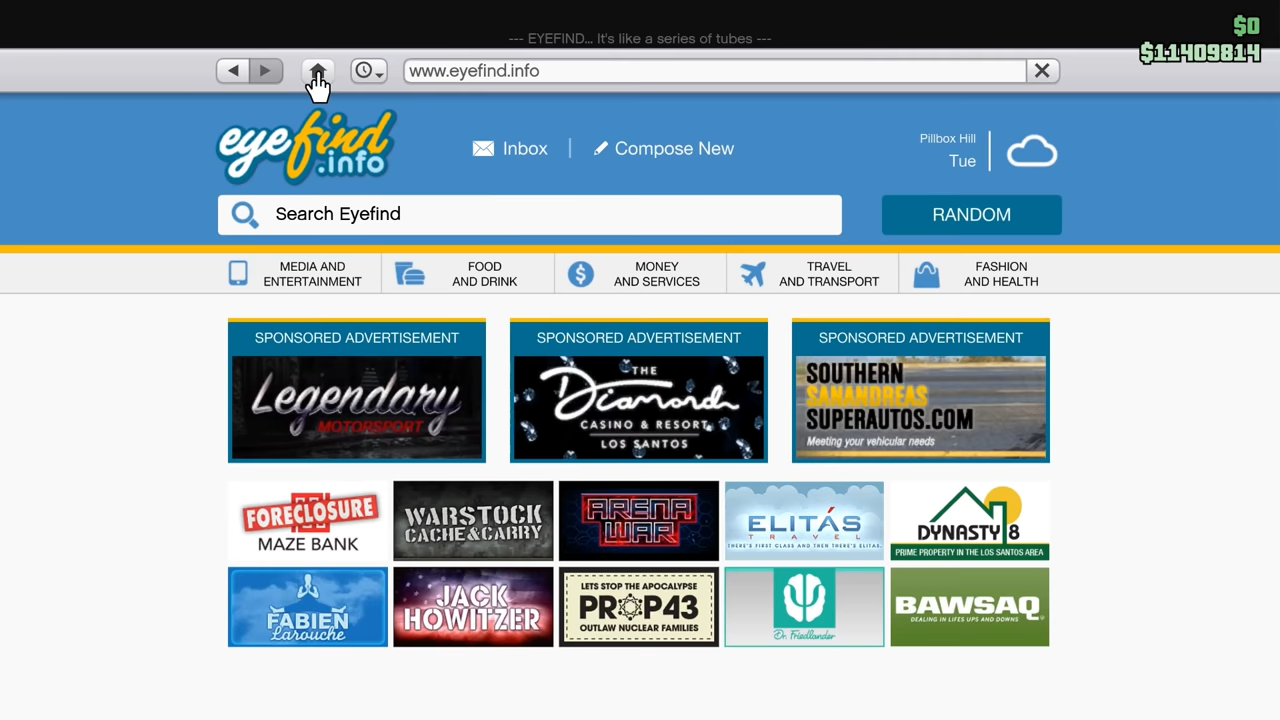 --- EYEFIND... It's like a series of tubes ---
$0
$11409814
www.eyefind.info
eyefind
.info
Inbox
Compose New
Pillbox Hill
Tue
Search Eyefind
RANDOM
MEDIA AND
ENTERTAINMENT
FOOD
AND DRINK
MONEY
AND SERVICES
TRAVEL
AND TRANSPORT
FASHION
AND HEALTH
SPONSORED ADVERTISEMENT
Legendary
MOTORSPORT
SPONSORED ADVERTISEMENT
THE
Diamond
CASINO & RESORT
LOS SANTOS
SPONSORED ADVERTISEMENT
SOUTHERN
SANANDREAS
SUPERAUTOS.COM
Meeting your vehicular needs
FORECLOSURE
MAZE BANK
WARSTOCK
CACHE&CARRY
ARENA
WAR
ELITÁS
TRAVEL
THERE'S FIRST CLASS AND THEN THERE'S ELITAS.
DYNASTY 8
PRIME PROPERTY IN THE LOS SANTOS AREA
FABIEN
Larouche
JACK
HOWITZER
LETS STOP THE APOCALYPSE
PROP43
OUTLAW NUCLEAR FAMILIES
Dr. Friedlander
BAWSAQ
DEALING IN LIFES UPS AND DOWNS